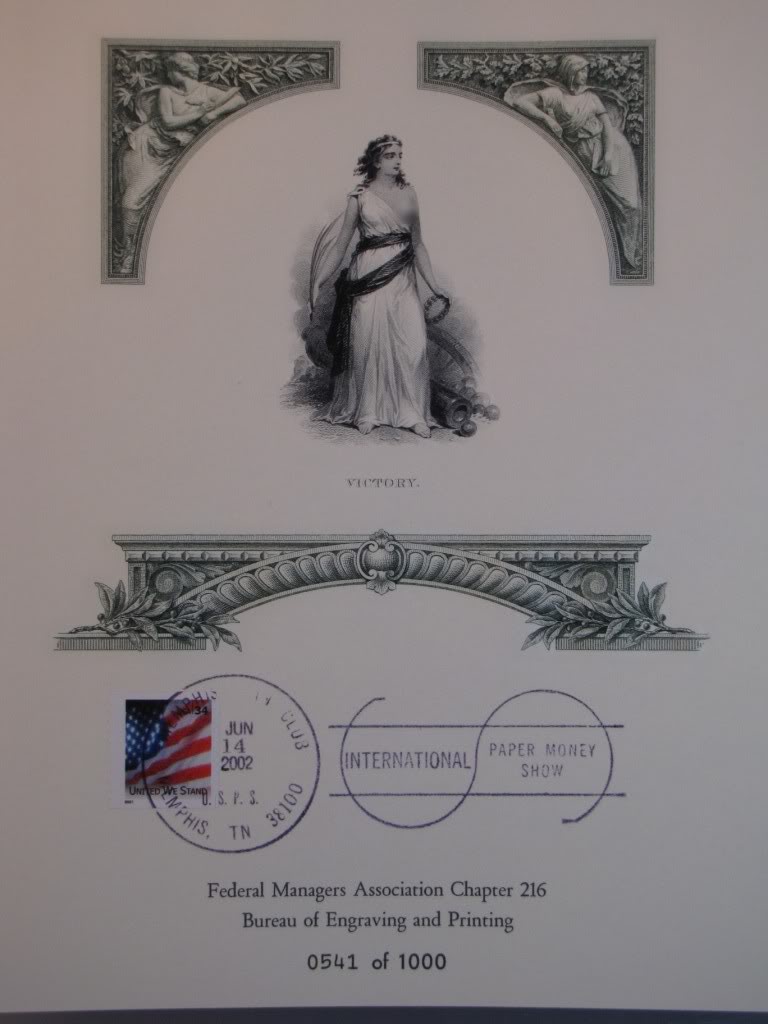 VICTORY.
34
UNITED WE STAND
CLUB
JUN
14
2002
U. S. P. S.
MEMPHIS, TN 38100
INTERNATIONAL
PAPER MONEY
SHOW
Federal Managers Association Chapter 216
Bureau of Engraving and Printing
0541 of 1000